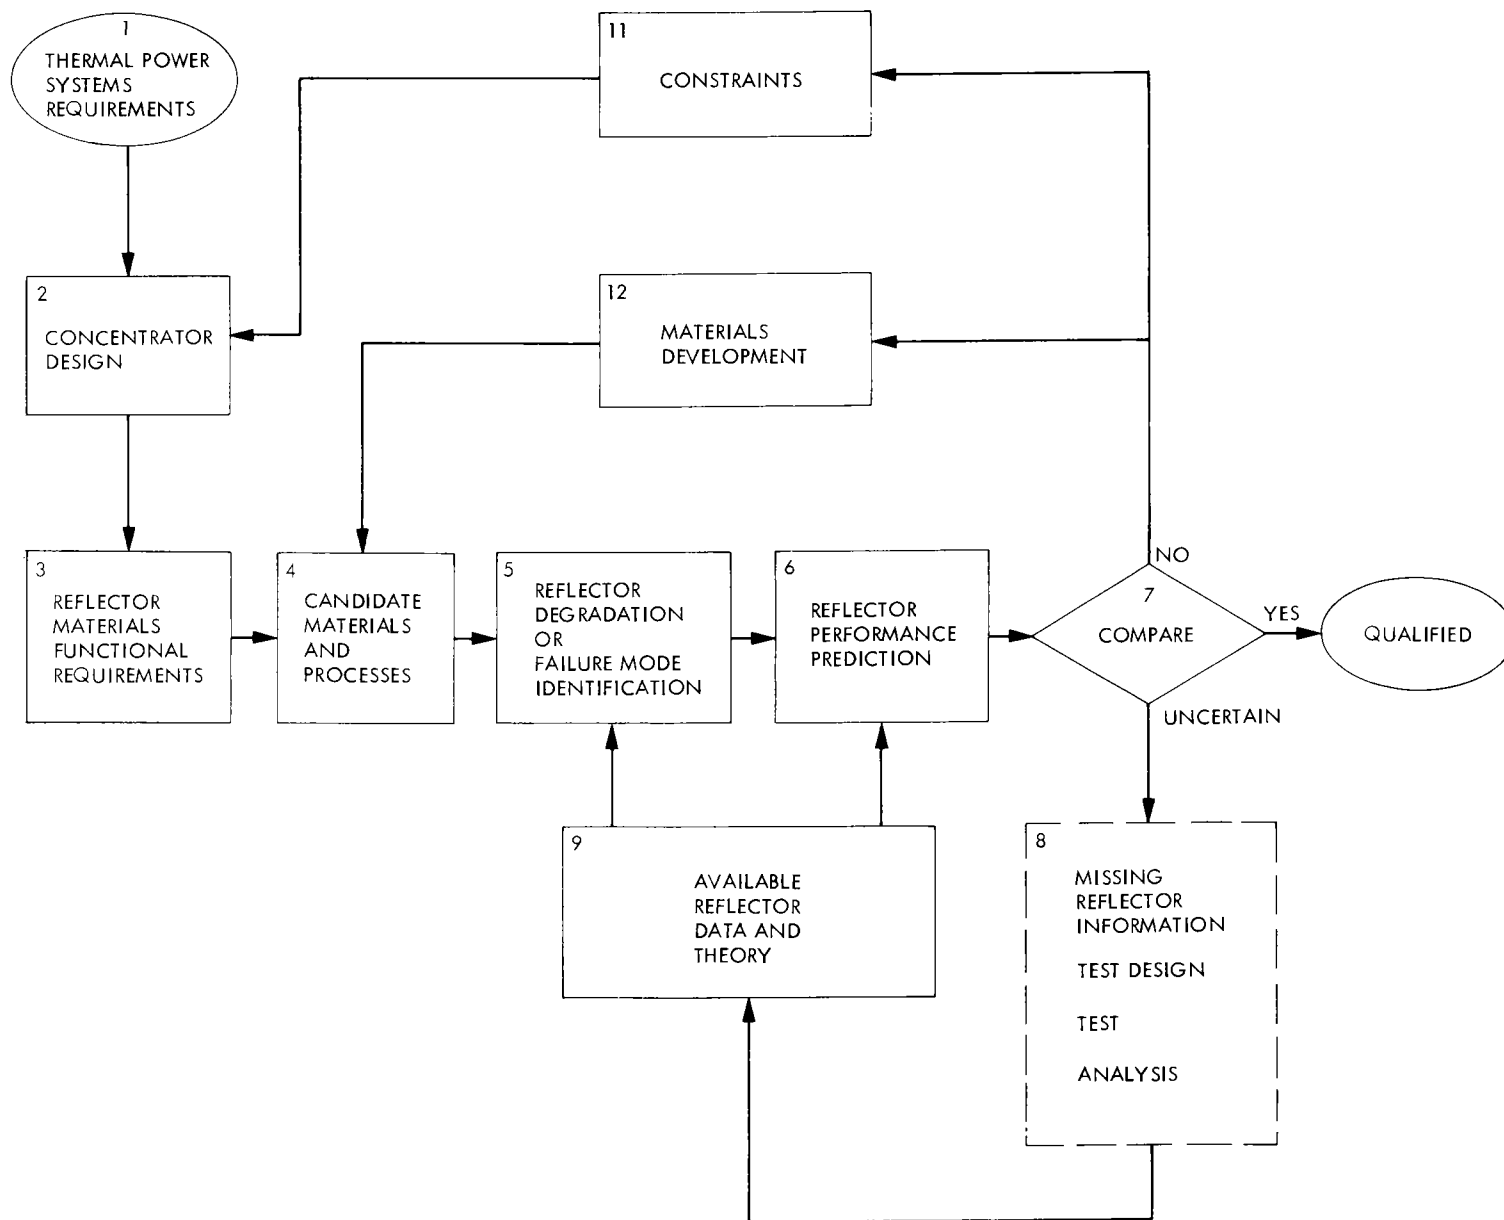 1
THERMAL POWER
SYSTEMS
REQUIREMENTS
11
CONSTRAINTS
2
CONCENTRATOR
DESIGN
12
MATERIALS
DEVELOPMENT
3
REFLECTOR
MATERIALS
FUNCTIONAL
REQUIREMENTS
4
CANDIDATE
MATERIALS
AND
PROCESSES
5
REFLECTOR
DEGRADATION
OR
FAILURE MODE
IDENTIFICATION
6
REFLECTOR
PERFORMANCE
PREDICTION
NO
7
COMPARE
YES
QUALIFIED
UNCERTAIN
9
AVAILABLE
REFLECTOR
DATA AND
THEORY
8
MISSING
REFLECTOR
INFORMATION
TEST DESIGN
TEST
ANALYSIS